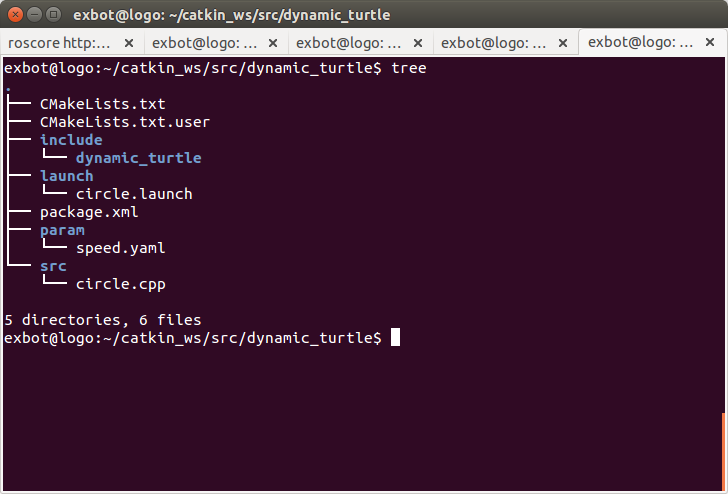 exbot@logo: ~/catkin_ws/src/dynamic_turtle
roscore http:... exbot@logo: ... exbot@logo: ... exbot@logo: ... exbot@logo: ...
exbot@logo:~/catkin_ws/src/dynamic_turtle$ tree
.
├── CMakeLists.txt
├── CMakeLists.txt.user
├── include
│   └── dynamic_turtle
├── launch
│   └── circle.launch
├── package.xml
├── param
│   └── speed.yaml
└── src
    └── circle.cpp
5 directories, 6 files
exbot@logo:~/catkin_ws/src/dynamic_turtle$